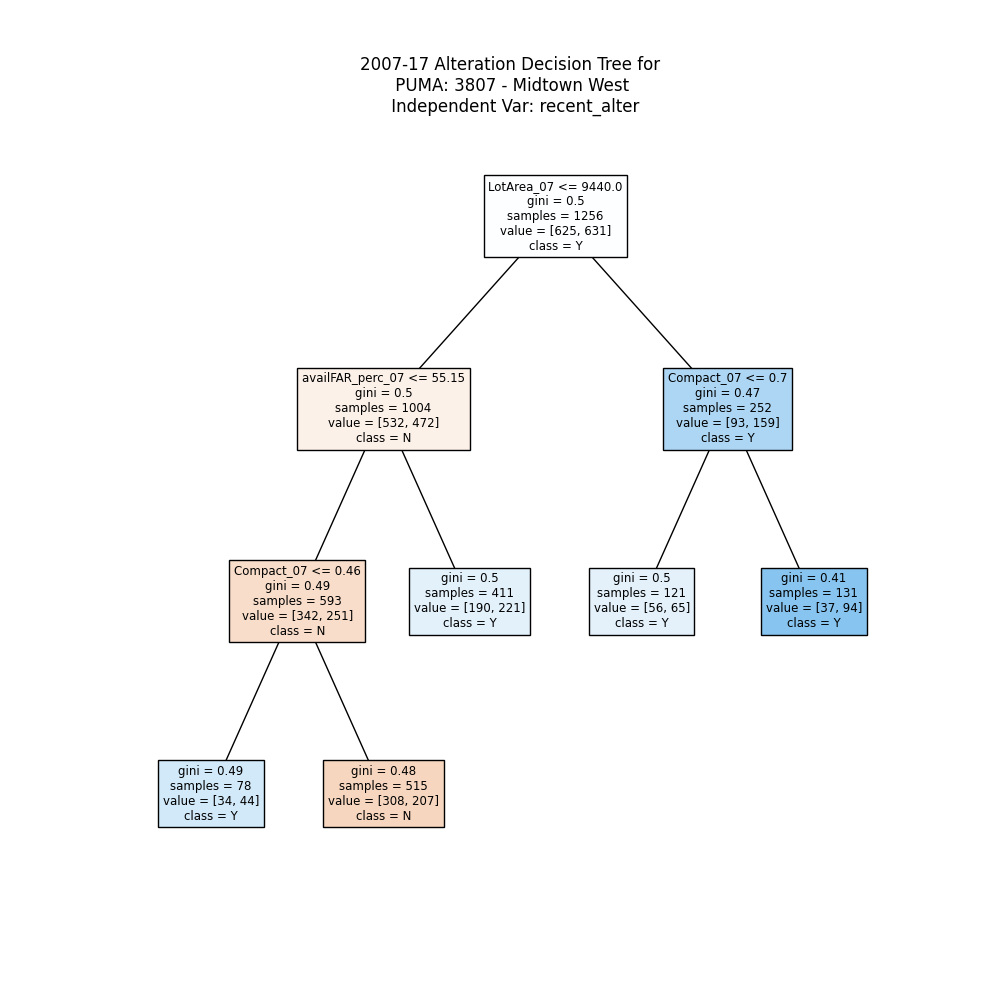 2007-17 Alteration Decision Tree for
PUMA: 3807 - Midtown West
Independent Var: recent_alter
LotArea_07 <= 9440.0
gini = 0.5
samples = 1256
value = [625, 631]
class = Y
availFAR_perc_07 <= 55.15
gini = 0.5
samples = 1004
value = [532, 472]
class = N
Compact_07 <= 0.7
gini = 0.47
samples = 252
value = [93, 159]
class = Y
Compact_07 <= 0.46
gini = 0.49
samples = 593
value = [342, 251]
class = N
gini = 0.5
samples = 411
value = [190, 221]
class = Y
gini = 0.5
samples = 121
value = [56, 65]
class = Y
gini = 0.41
samples = 131
value = [37, 94]
class = Y
gini = 0.49
samples = 78
value = [34, 44]
class = Y
gini = 0.48
samples = 515
value = [308, 207]
class = N